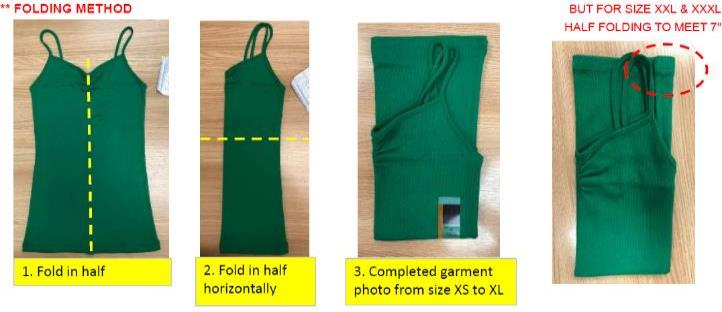 ** FOLDING METHOD
BUT FOR SIZE XXL & XXXL
HALF FOLDING TO MEET 7"
1. Fold in half
2. Fold in half
horizontally
3. Completed garment
photo from size XS to XL